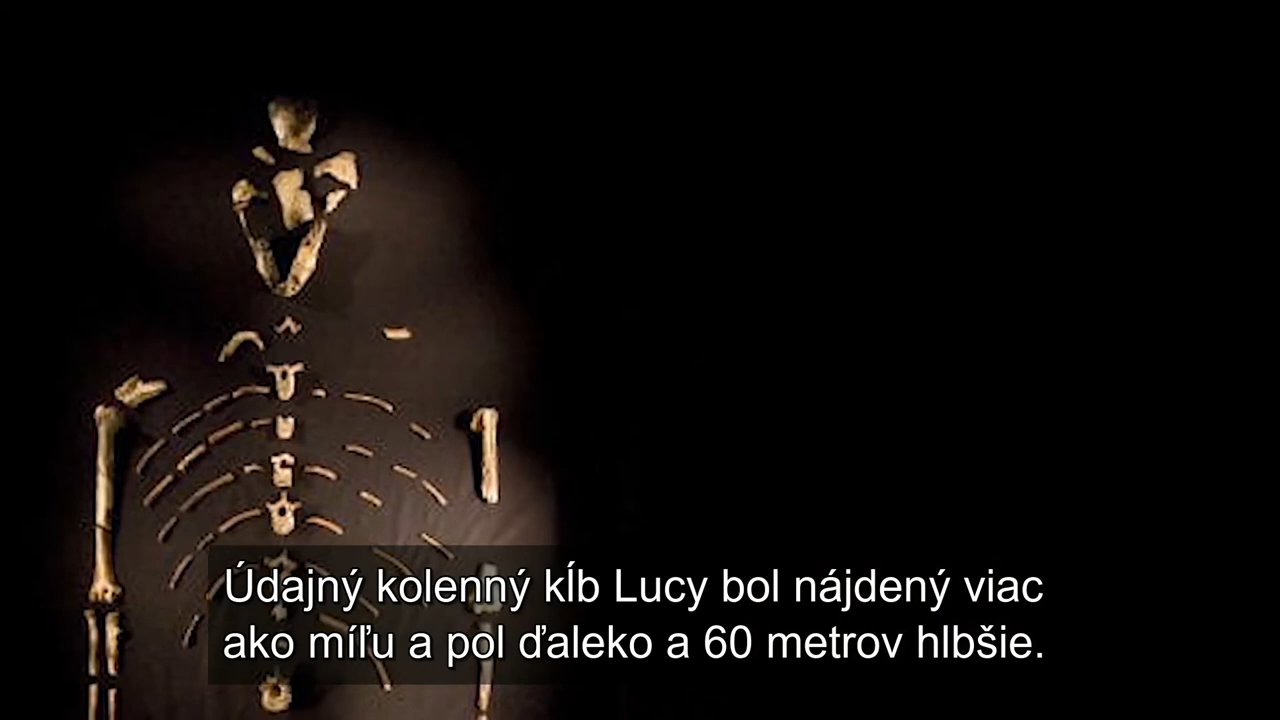 Údajný kolenný kĺb Lucy bol nájdený viac
ako míľu a pol ďaleko a 60 metrov hlbšie.